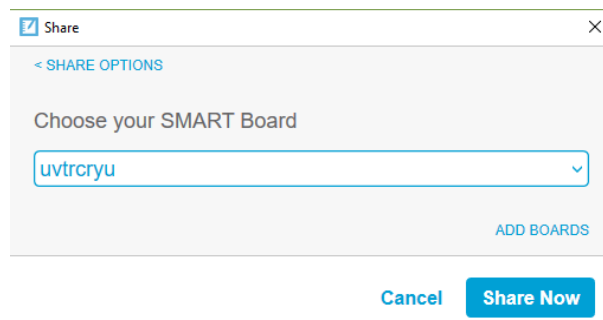 Share
< SHARE OPTIONS
Choose your SMART Board
uvtrcryu
ADD BOARDS
Cancel Share Now